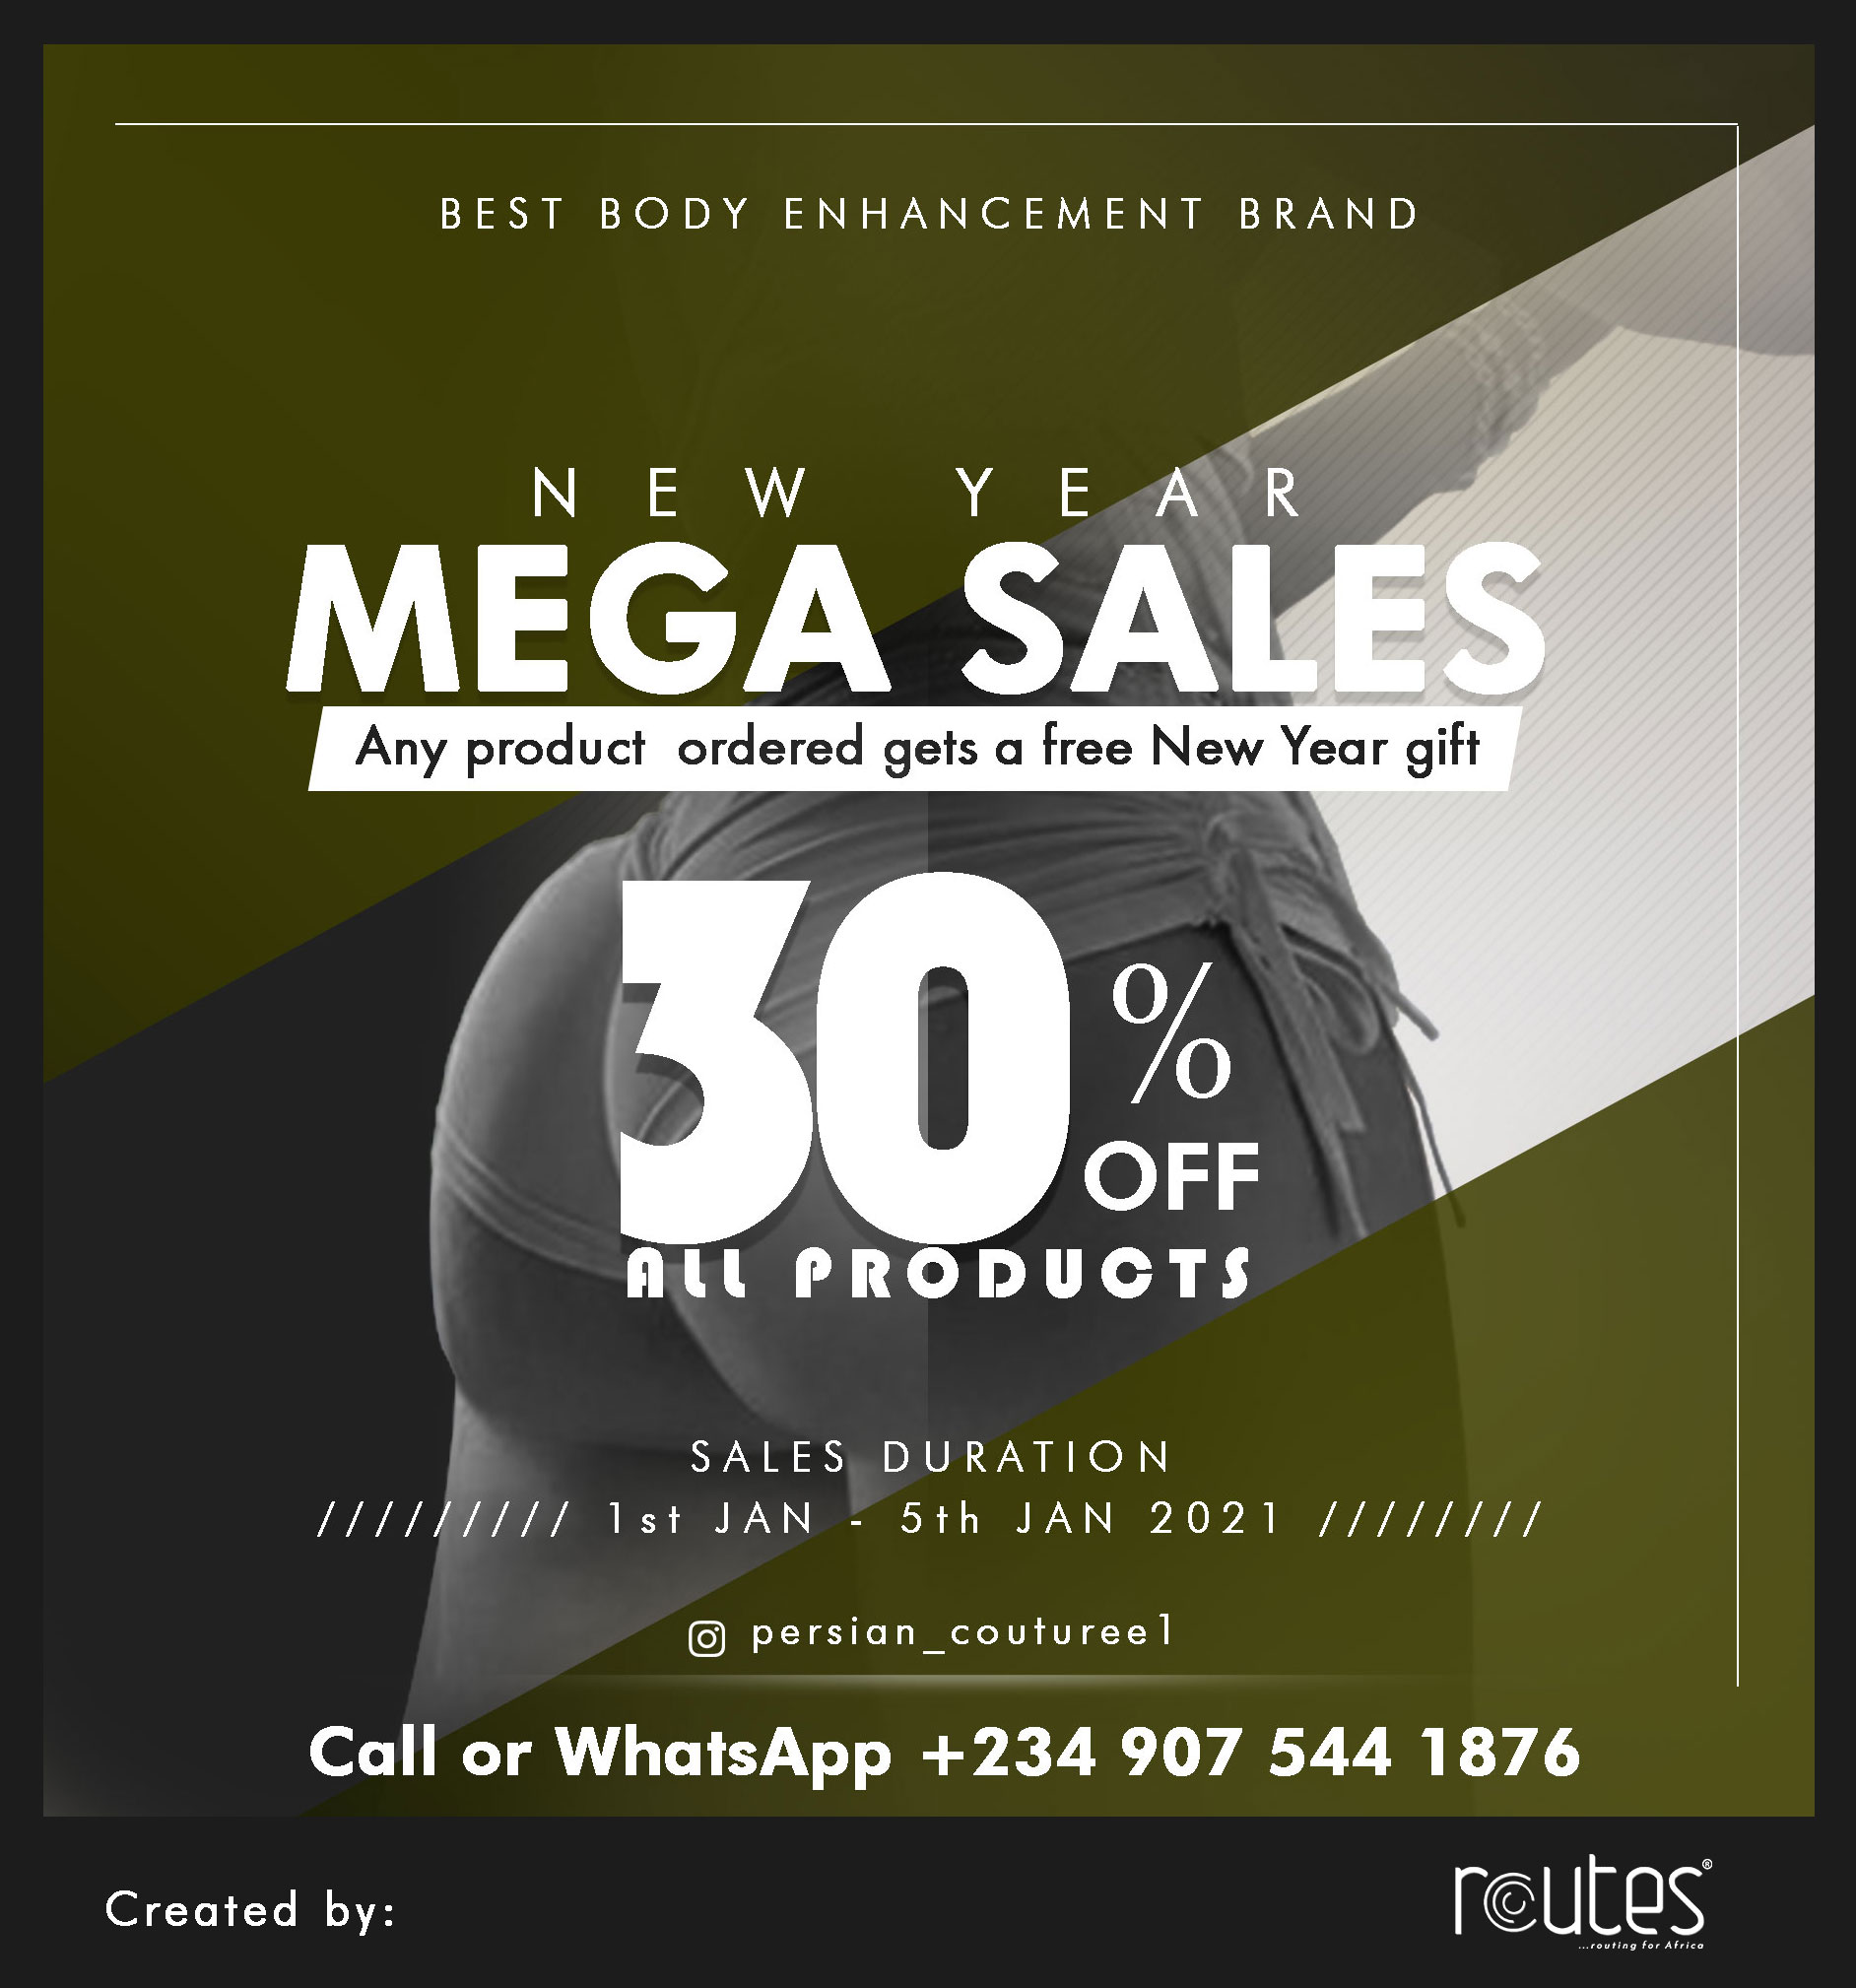 BEST BODY ENHANCEMENT BRAND
NEW YEAR
MEGA SALES
Any product ordered gets a free New Year gift
30%
OFF
ALL PRODUCTS
SALES DURATION
///////// 1st JAN - 5th JAN 2021 ////////
persian_couturee1
Call or WhatsApp +234 907 544 1876
Created by:
routes®
...routing for Africa